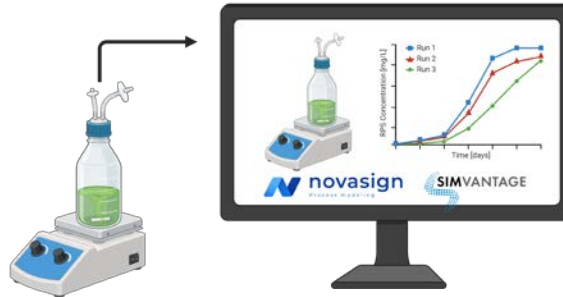 Run 1
Run 2
Run 3
RPS Concentration [mg/L]
Time [days]
novasign
Process Modeling
SIMVANTAGE